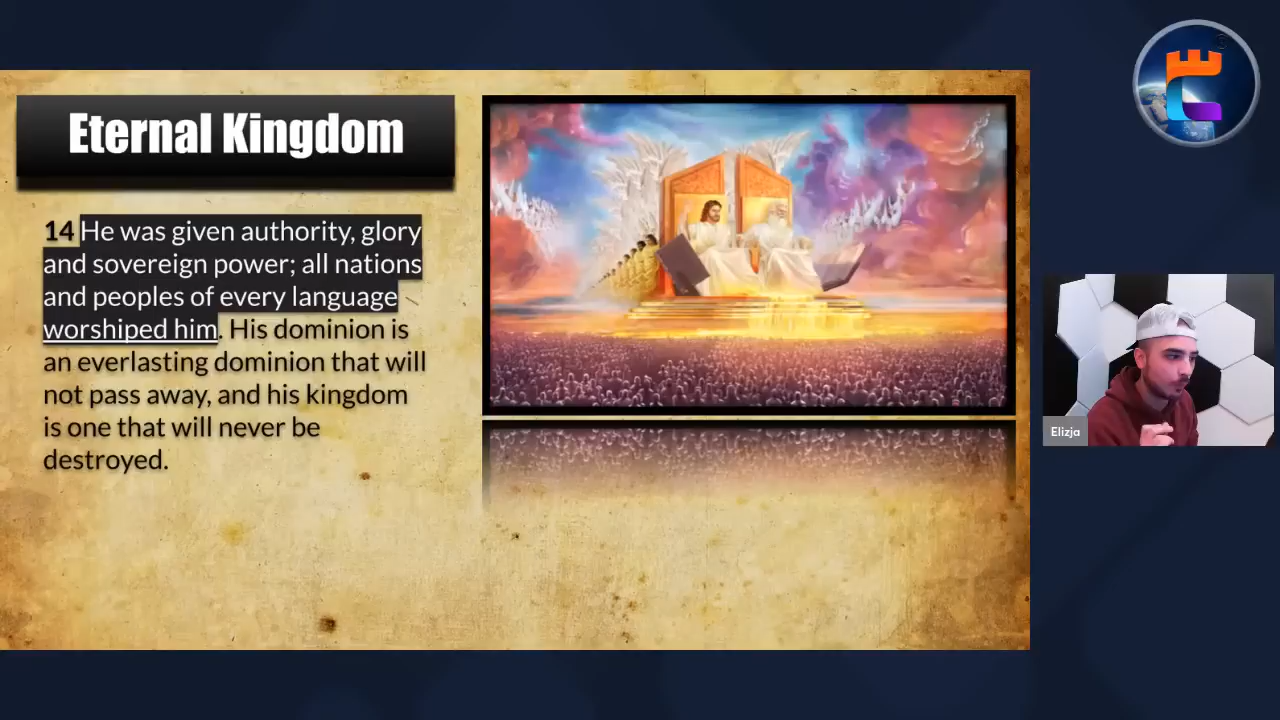 Eternal Kingdom
14 He was given authority, glory
and sovereign power; all nations
and peoples of every language
worshiped him. His dominion is
an everlasting dominion that will
not pass away, and his kingdom
is one that will never be
destroyed.
Elizja